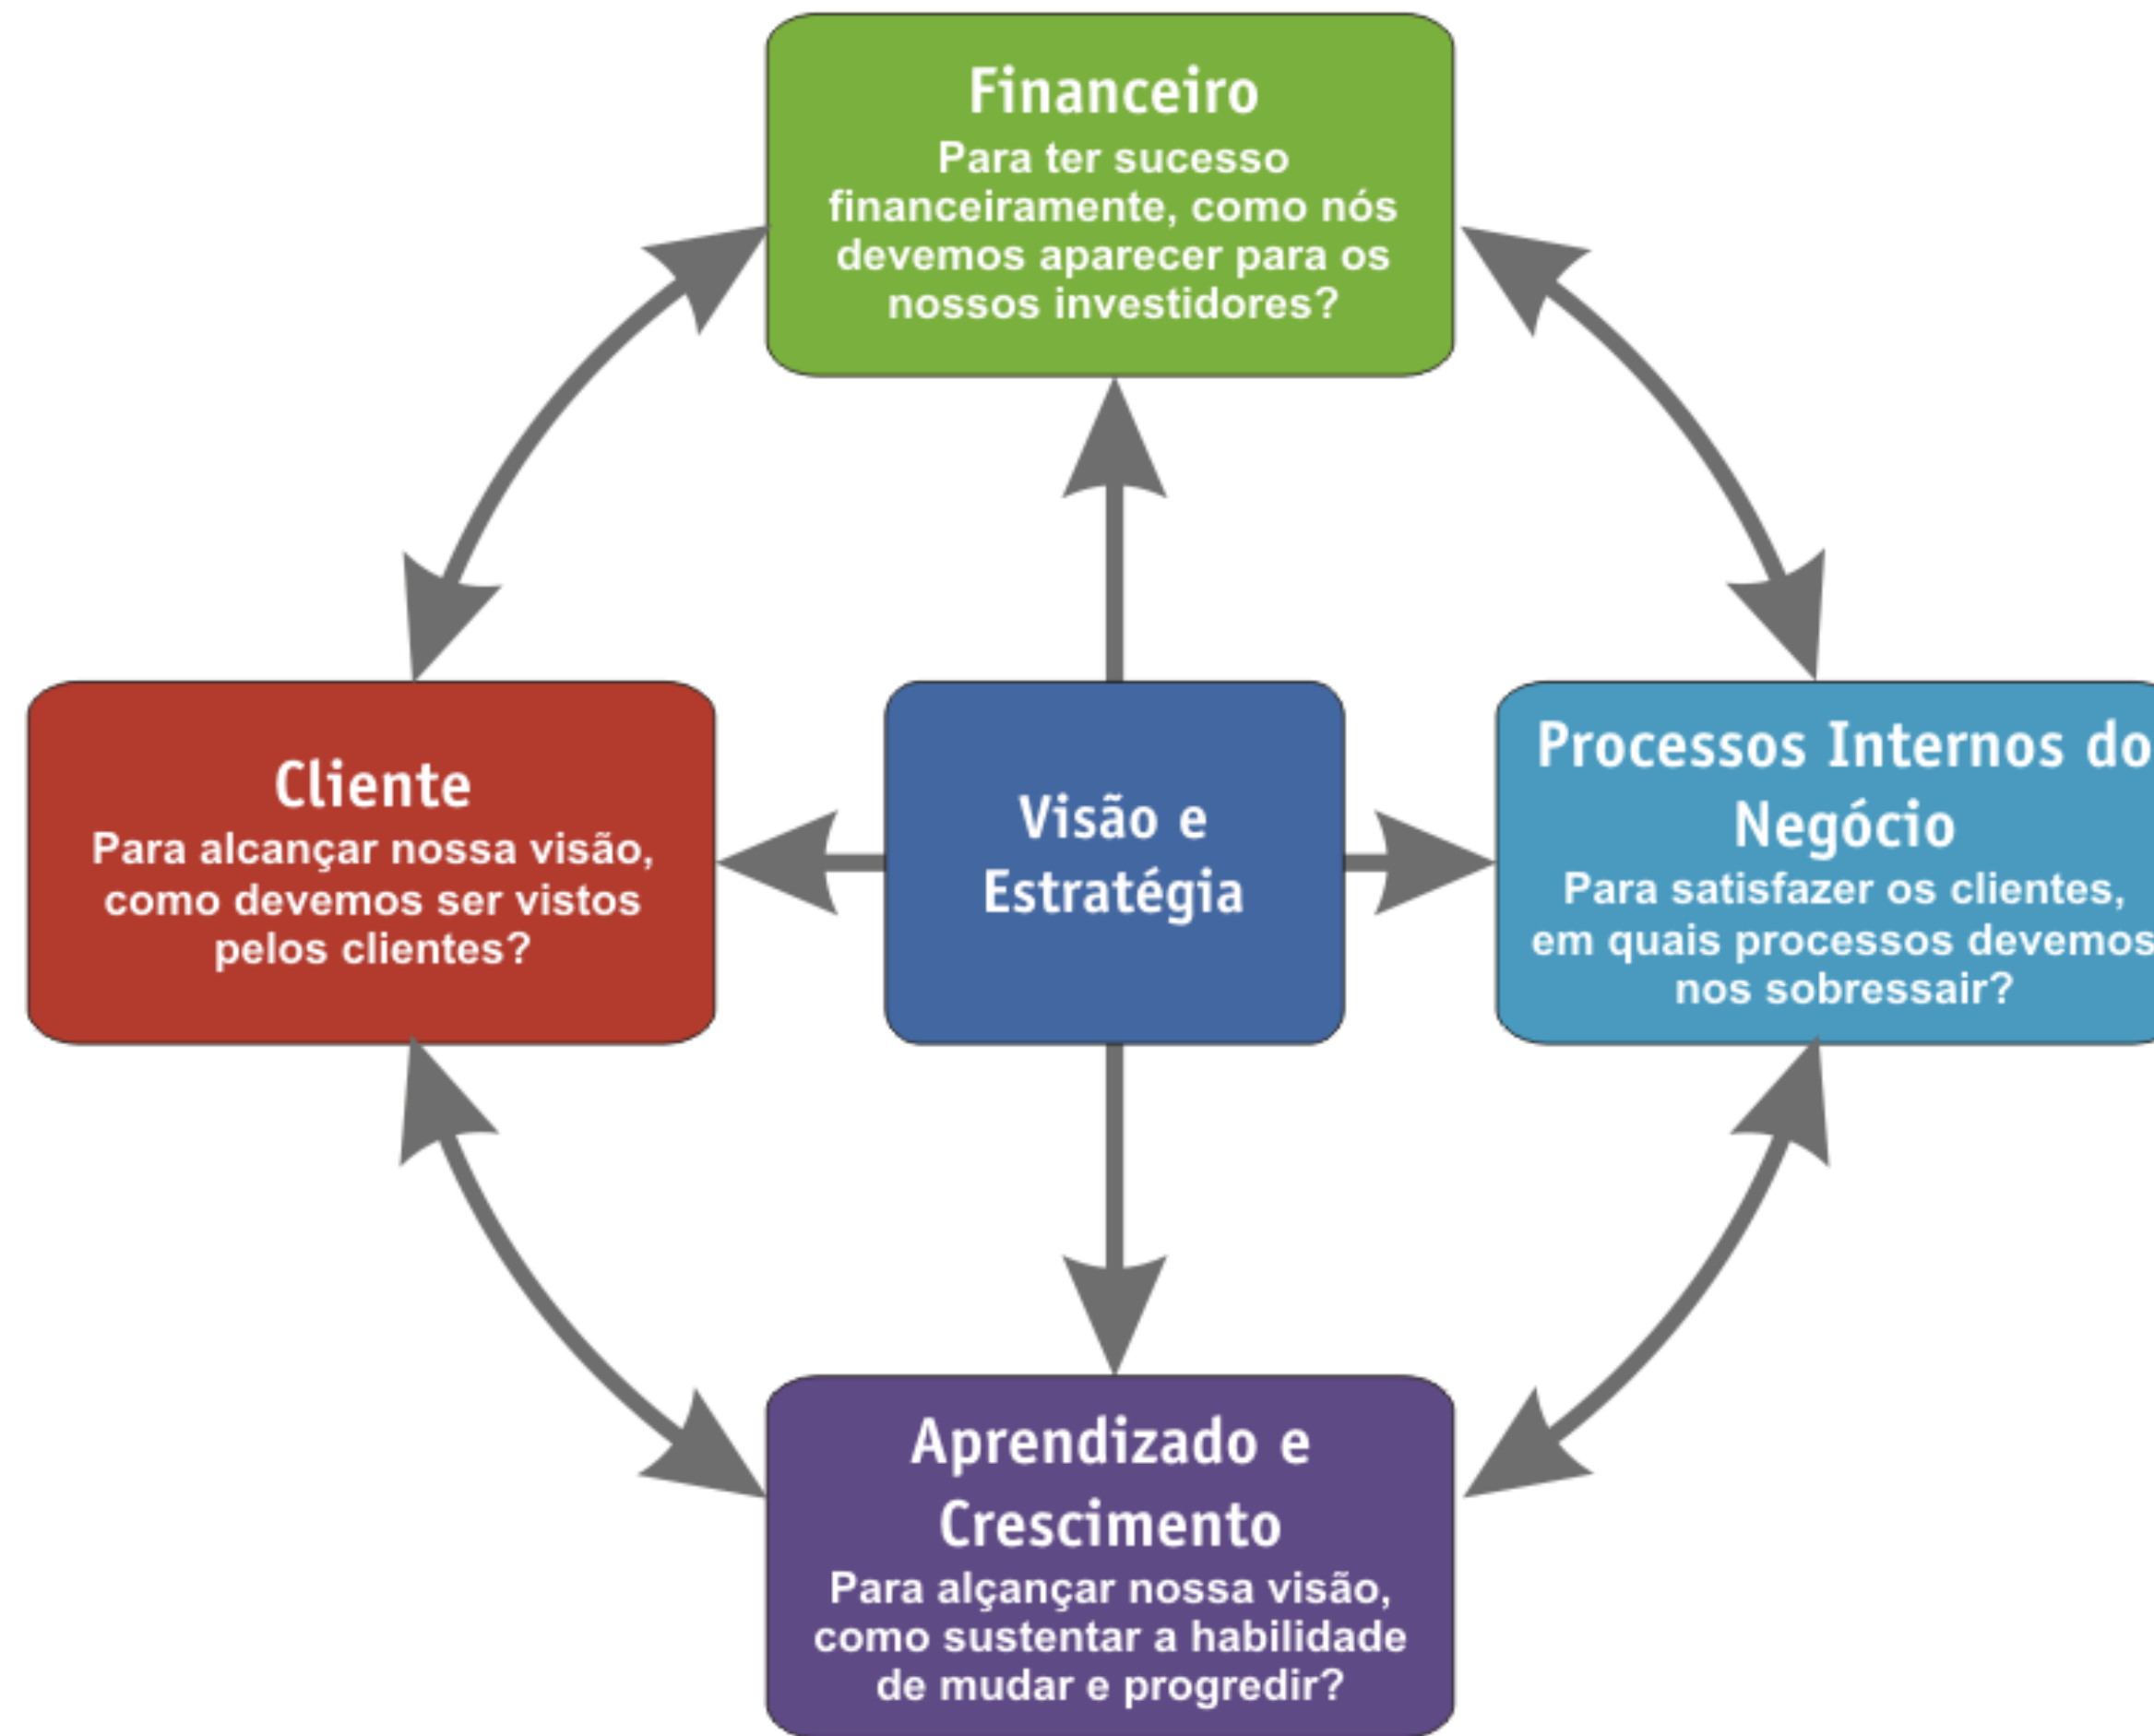 Financeiro
Para ter sucesso
financeiramente, como nós
devemos aparecer para os
nossos investidores?
Cliente
Para alcançar nossa visão,
como devemos ser vistos
pelos clientes?
Visão e
Estratégia
Processos Internos do
Negócio
Para satisfazer os clientes,
em quais processos devemos
nos sobressair?
Aprendizado e
Crescimento
Para alçançar nossa visão,
como sustentar a habilidade
de mudar e progredir?